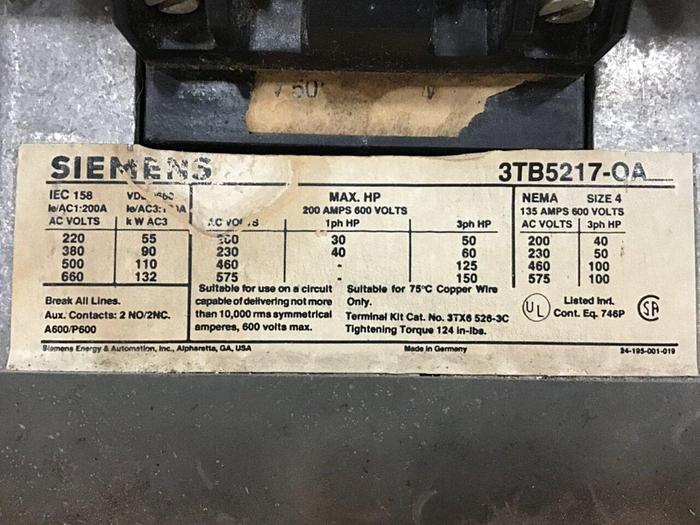 50
SIEMENS 3TB5217-OA
IEC 158
Ie/AC1:200A
AC VOLTS k W AC3
220 55
380 90
500 110
660 132
MAX. HP
200 AMPS 600 VOLTS
1ph HP 3ph HP
30 50
230 40 60
460 - 125
575 - 150
NEMA SIZE 4
135 AMPS 600 VOLTS
AC VOLTS 3ph HP
200 40
230 50
460 100
575 100
Break All Lines.
Aux. Contacts: 2 NO/2NC.
A600/P600
Suitable for use on a circuit
capable of delivering not more
than 10,000 rms symmetrical
amperes, 600 volts max.
Suitable for 75°C Copper Wire
Only.
Terminal Kit Cat. No. 3TX6 526-3C
Tightening Torque 124 in-lbs.
UL Listed Ind.
Cont. Eq. 746P
SA
Siemens Energy & Automation, Inc., Alpharetta, GA, USA Made in Germany 24-195-001-019